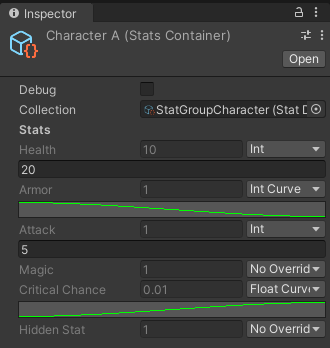 Inspector
Character A (Stats Container)
Open
Debug
Collection StatGroupCharacter (Stat D
Stats
Health 10 Int
20
Armor 1 Int Curve
Attack 1 Int
5
Magic 1 No Overrid
Critical Chance 0.01 Float Curv
Hidden Stat 1 No Overrid